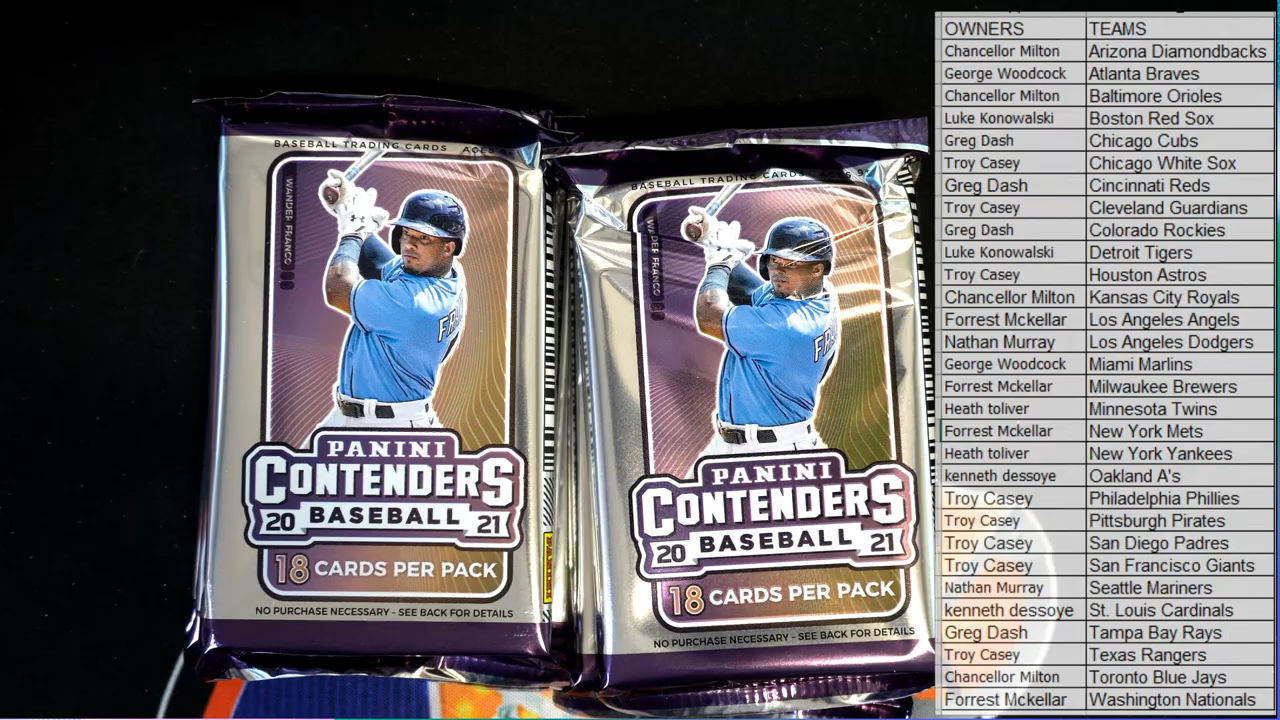 BASEBALL TRADING CARDS AGES
WANDER FRANCO
FRA
PANINI
CONTENDERS
20 BASEBALL 21
18 CARDS PER PACK
NO PURCHASE NECESSARY - SEE BACK FOR DETAILS
PANINI
BASEBALL TRADING CARDS AGES 9
WANDER FRANCO
FRA
PANINI
CONTENDERS
20 BASEBALL 21
18 CARDS PER PACK
NO PURCHASE NECESSARY - SEE BACK FOR DETAILS
OWNERS TEAMS
Chancellor Milton Arizona Diamondbacks
George Woodcock Atlanta Braves
Chancellor Milton Baltimore Orioles
Luke Konowalski Boston Red Sox
Greg Dash Chicago Cubs
Troy Casey Chicago White Sox
Greg Dash Cincinnati Reds
Troy Casey Cleveland Guardians
Greg Dash Colorado Rockies
Luke Konowalski Detroit Tigers
Troy Casey Houston Astros
Chancellor Milton Kansas City Royals
Forrest Mckellar Los Angeles Angels
Nathan Murray Los Angeles Dodgers
George Woodcock Miami Marlins
Forrest Mckellar Milwaukee Brewers
Heath toliver Minnesota Twins
Forrest Mckellar New York Mets
Heath toliver New York Yankees
kenneth dessoye Oakland A's
Troy Casey Philadelphia Phillies
Troy Casey Pittsburgh Pirates
Troy Casey San Diego Padres
Troy Casey San Francisco Giants
Nathan Murray Seattle Mariners
kenneth dessoye St. Louis Cardinals
Greg Dash Tampa Bay Rays
Troy Casey Texas Rangers
Chancellor Milton Toronto Blue Jays
Forrest Mckellar Washington Nationals